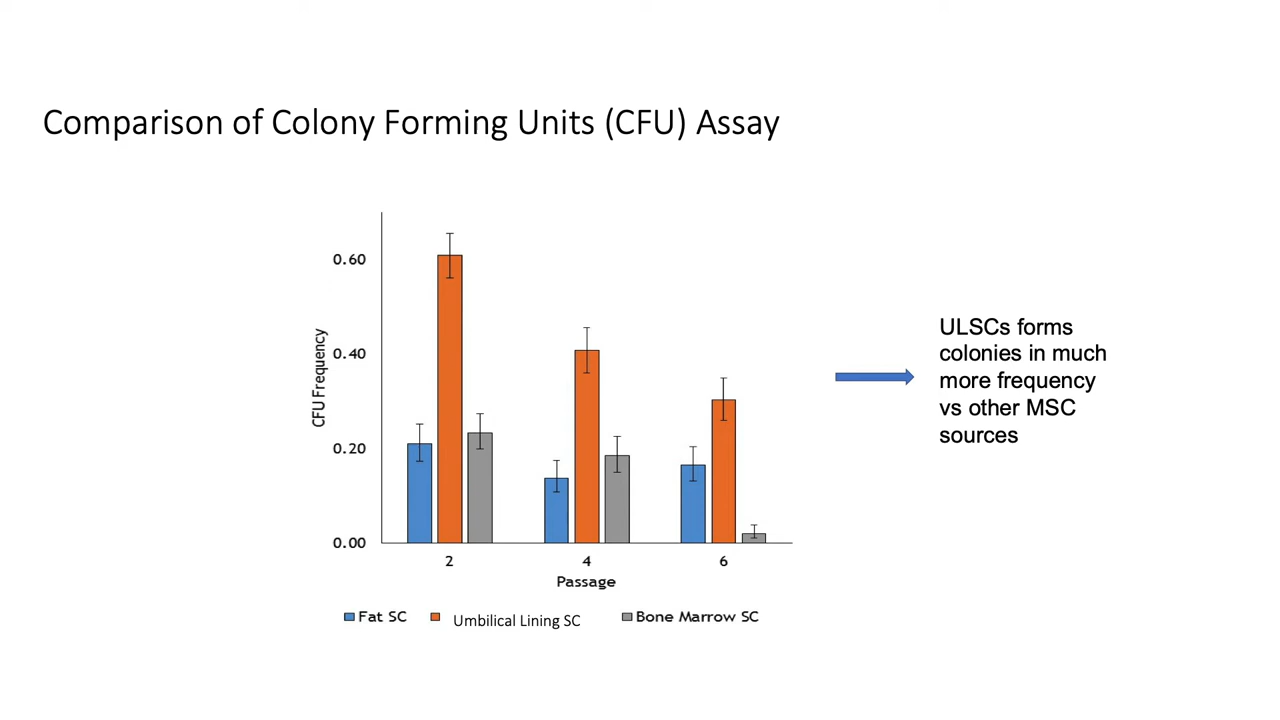 Comparison of Colony Forming Units (CFU) Assay
0.60
0.40
0.20
0.00
CFU Frequency
2 4 6
Passage
Fat SC Umbilical Lining SC Bone Marrow SC
ULSCs forms
colonies in much
more frequency
vs other MSC
sources